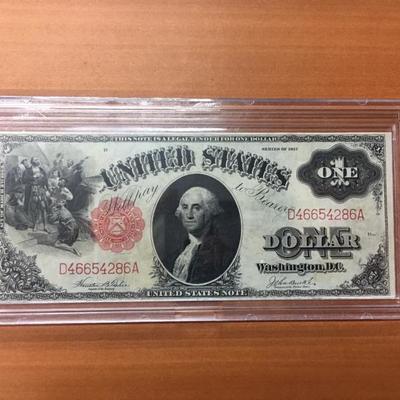 THIS NOTE IS A LEGAL TENDER FOR ONE DOLLAR
SERIES OF 1917
UNITED STATES
Will pay to Bearer
ONE
D46654286A
ONE
DOLLAR
D46654286A
Washington, D.C.
UNITED STATES NOTE